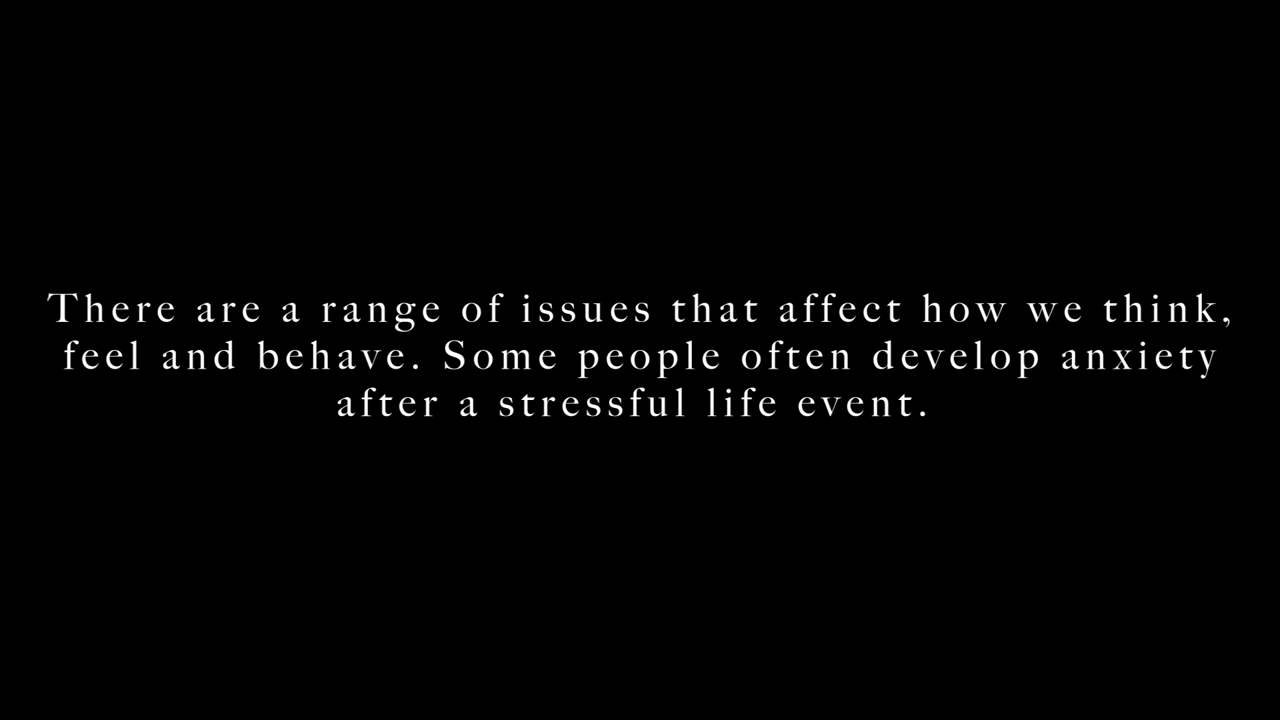 There are a range of issues that affect how we think,
feel and behave. Some people often develop anxiety
after a stressful life event.